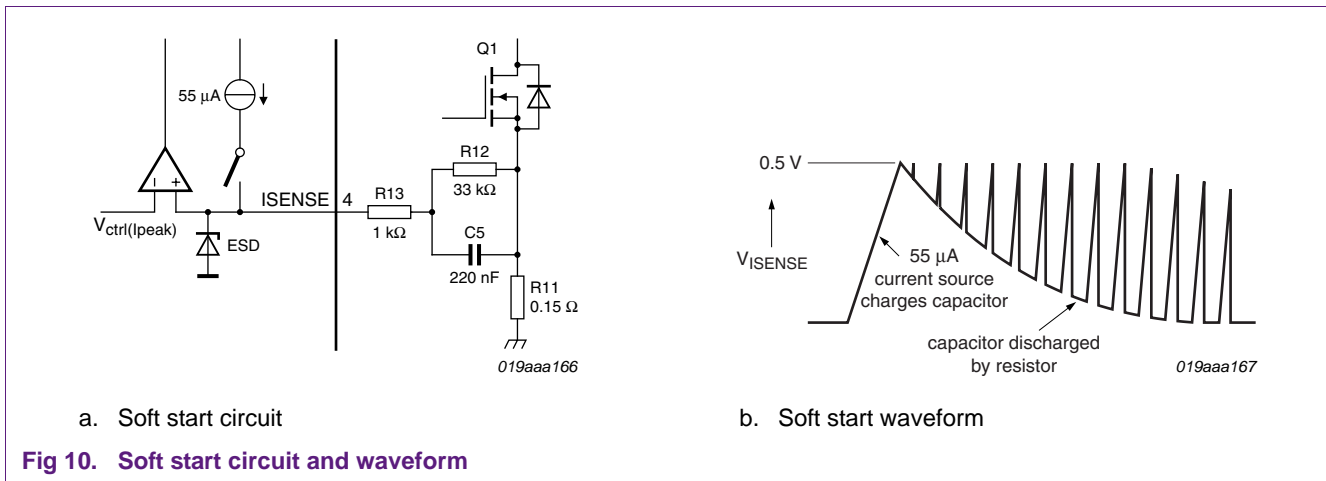 Q1
55 μA
R12
33 kΩ
ISENSE 4
R13
1 kΩ
C5
220 nF
− +
V_ctrl(Ipeak)
ESD
R11
0.15 Ω
019aaa166
a. Soft start circuit
0.5 V
V_ISENSE
55 μA
current source
charges capacitor
capacitor discharged
by resistor
019aaa167
b. Soft start waveform
Fig 10. Soft start circuit and waveform